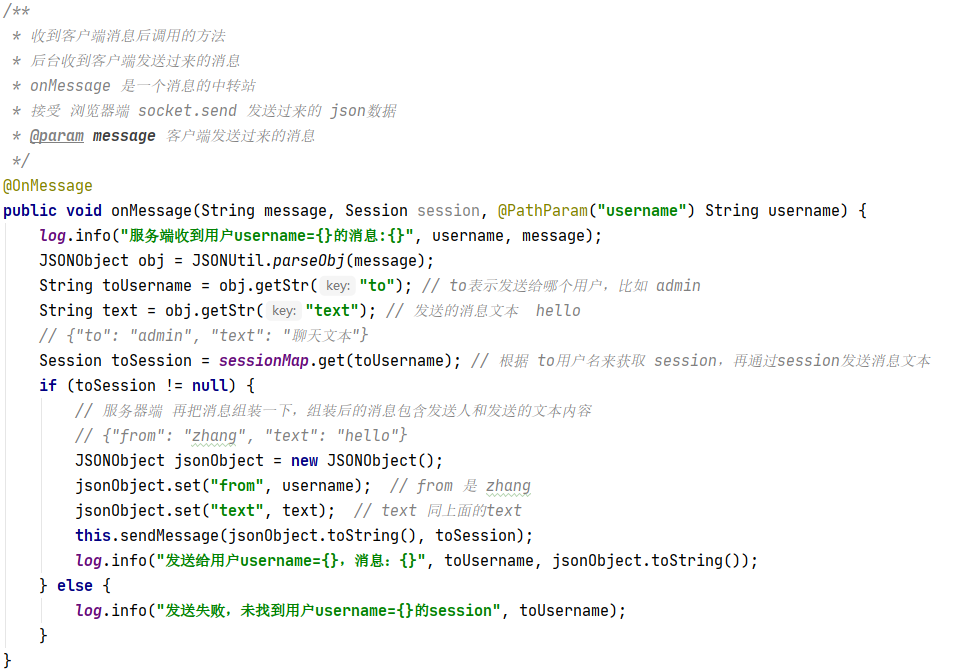 /**
 * 收到客户端消息后调用的方法
 * 后台收到客户端发送过来的消息
 * onMessage 是一个消息的中转站
 * 接受 浏览器端 socket.send 发送过来的 json数据
 * @param message 客户端发送过来的消息
 */
@OnMessage
public void onMessage(String message, Session session, @PathParam("username") String username) {
    log.info("服务端收到用户username={}的消息:{}", username, message);
    JSONObject obj = JSONUtil.parseObj(message);
    String toUsername = obj.getStr( key: "to"); // to表示发送给哪个用户，比如 admin
    String text = obj.getStr( key: "text"); // 发送的消息文本  hello
    // {"to": "admin", "text": "聊天文本"}
    Session toSession = sessionMap.get(toUsername); // 根据 to用户名来获取 session，再通过session发送消息文本
    if (toSession != null) {
        // 服务器端 再把消息组装一下，组装后的消息包含发送人和发送的文本内容
        // {"from": "zhang", "text": "hello"}
        JSONObject jsonObject = new JSONObject();
        jsonObject.set("from", username);  // from 是 zhang
        jsonObject.set("text", text);  // text 同上面的text
        this.sendMessage(jsonObject.toString(), toSession);
        log.info("发送给用户username={}，消息：{}", toUsername, jsonObject.toString());
    } else {
        log.info("发送失败，未找到用户username={}的session", toUsername);
    }
}